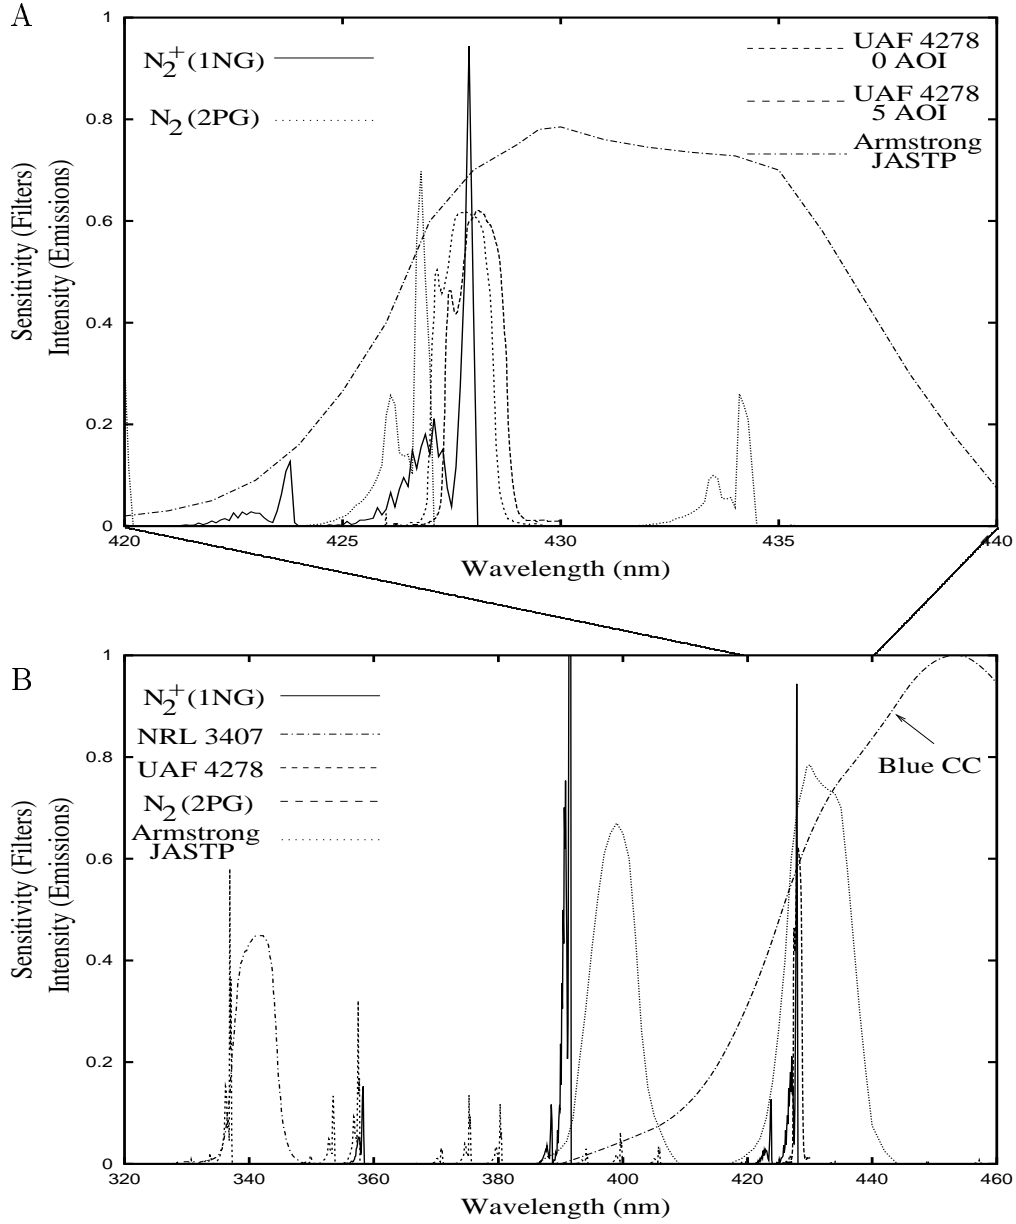 A
1
0.8
0.6
0.4
0.2
0
Sensitivity (Filters)
Intensity (Emissions)
N2+(1NG)
N2(2PG)
UAF 4278
0 AOI
UAF 4278
5 AOI
Armstrong
JASTP
420
425
430
435
440
Wavelength (nm)
B
1
0.8
0.6
0.4
0.2
0
Sensitivity (Filters)
Intensity (Emissions)
N2+(1NG)
NRL 3407
UAF 4278
N2(2PG)
Armstrong
JASTP
Blue CC
320
340
360
380
400
420
440
460
Wavelength (nm)